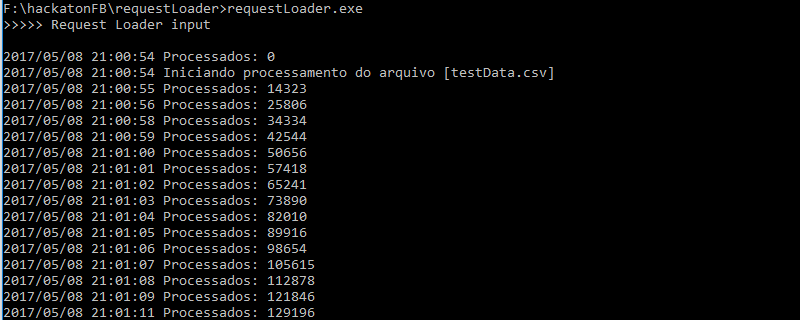 F:\hackatonFB\requestLoader>requestLoader.exe
>>>>> Request Loader input
2017/05/08 21:00:54 Processados: 0
2017/05/08 21:00:54 Iniciando processamento do arquivo [testData.csv]
2017/05/08 21:00:55 Processados: 14323
2017/05/08 21:00:56 Processados: 25806
2017/05/08 21:00:58 Processados: 34334
2017/05/08 21:00:59 Processados: 42544
2017/05/08 21:01:00 Processados: 50656
2017/05/08 21:01:01 Processados: 57418
2017/05/08 21:01:02 Processados: 65241
2017/05/08 21:01:03 Processados: 73890
2017/05/08 21:01:04 Processados: 82010
2017/05/08 21:01:05 Processados: 89916
2017/05/08 21:01:06 Processados: 98654
2017/05/08 21:01:07 Processados: 105615
2017/05/08 21:01:08 Processados: 112878
2017/05/08 21:01:09 Processados: 121846
2017/05/08 21:01:11 Processados: 129196